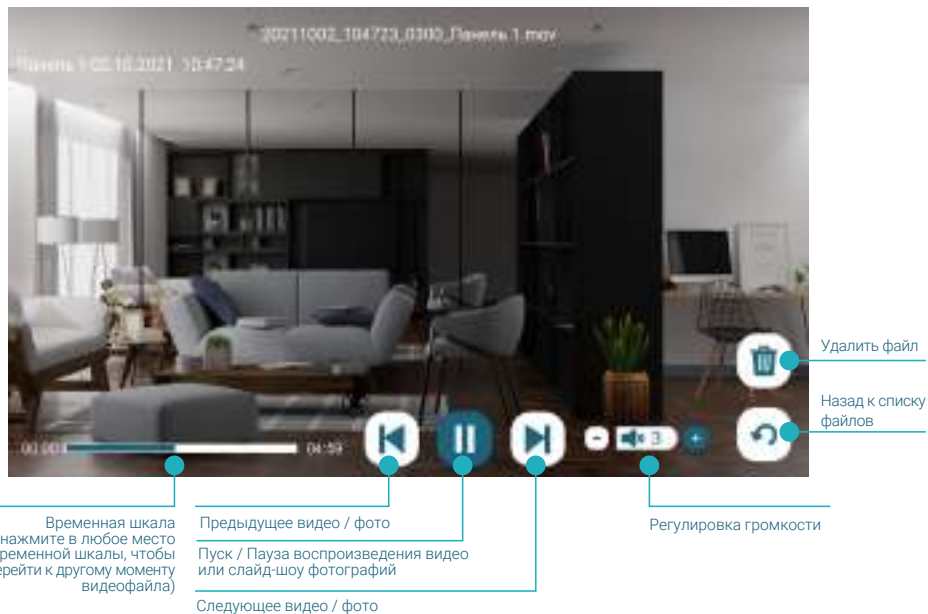 20211002_104723_0300_Панель 1.mov
Панель 1 02.10.2021 10:47:24
Удалить файл
Назад к списку
файлов
04:59
3
Временная шкала
нажмите в любое место
временной шкалы, чтобы
перейти к другому моменту
видеофайла)
Предыдущее видео / фото
Пуск / Пауза воспроизведения видео
или слайд-шоу фотографий
Следующее видео / фото
Регулировка громкости